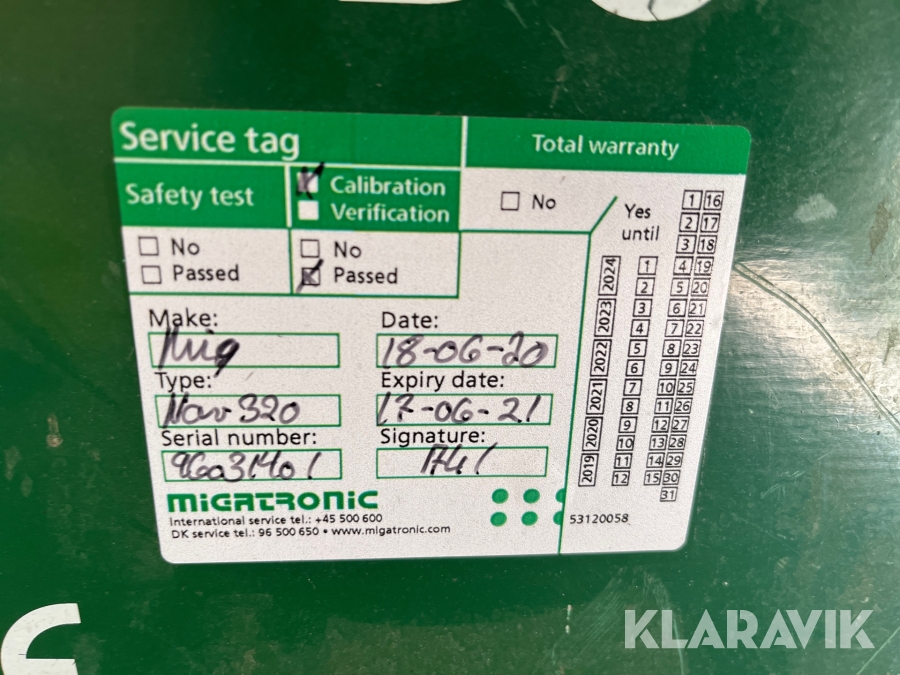 Service tag
Total warranty
Safety test
Calibration
Verification
No
Passed
No
Passed
No
Yes
until
2024
2023
2022
2021
2020
2019
1
2
3
4
5
6
7
8
9
10
11
12
1 16
2 17
3 18
4 19
5 20
6 21
7 22
8 23
9 24
10 25
11 26
12 27
13 28
14 29
15 30
31
Make:
Mig
Date:
18-06-20
Type:
Nav 320
Expiry date:
17-06-21
Serial number:
Signature:
1741
MIGATRONIC
International service tel.: +45 500 600
DK service tel.: 96 500 650 • www.migatronic.com
53120058
KLARAVIK